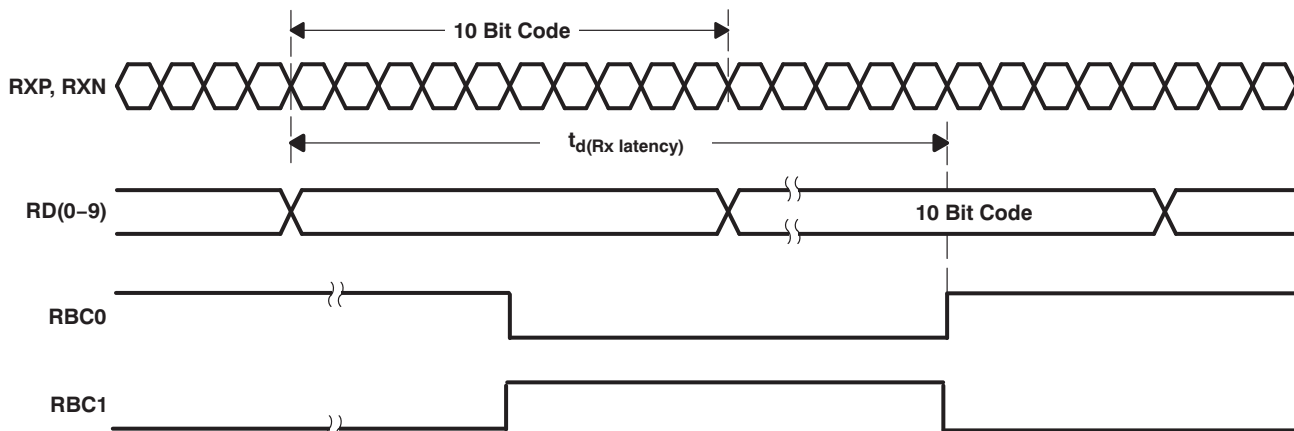 10 Bit Code
RXP, RXN
td(Rx latency)
RD(0–9)
10 Bit Code
RBC0
RBC1